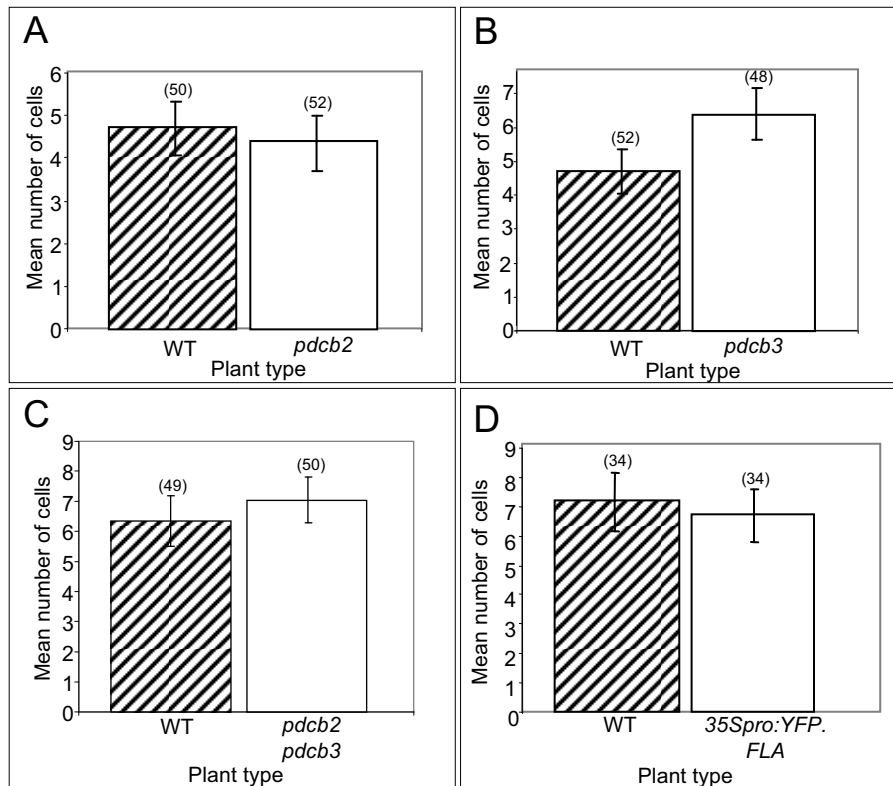 A
Mean number of cells
6
5
4
3
2
1
0
(50)
(52)
WT
pdcb2
Plant type
B
Mean number of cells
7
6
5
4
3
2
1
0
(52)
(48)
WT
pdcb3
Plant type
C
Mean number of cells
9
8
7
6
5
4
3
2
1
0
(49)
(50)
WT
pdcb2
pdcb3
Plant type
D
Mean number of cells
9
8
7
6
5
4
3
2
1
0
(34)
(34)
WT
35Spro:YFP.
FLA
Plant type